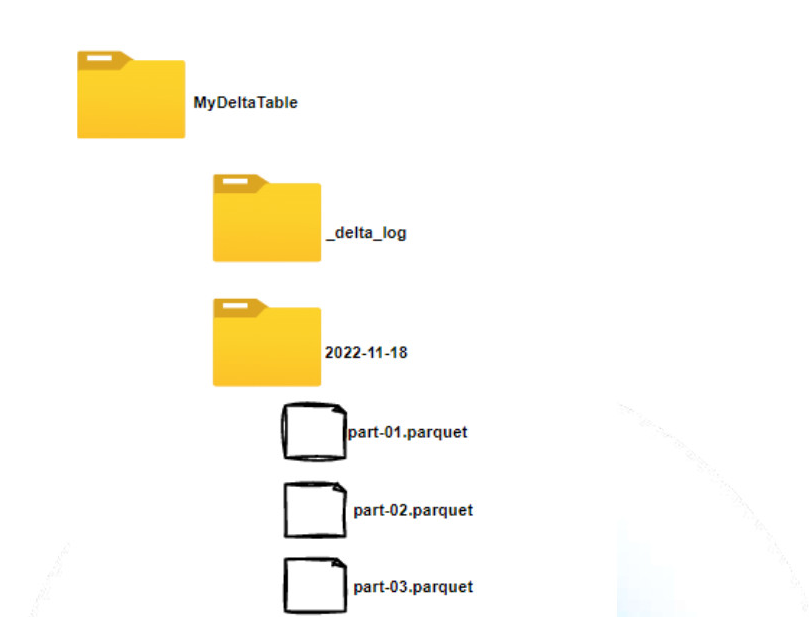 MyDeltaTable
_delta_log
2022-11-18
part-01.parquet
part-02.parquet
part-03.parquet